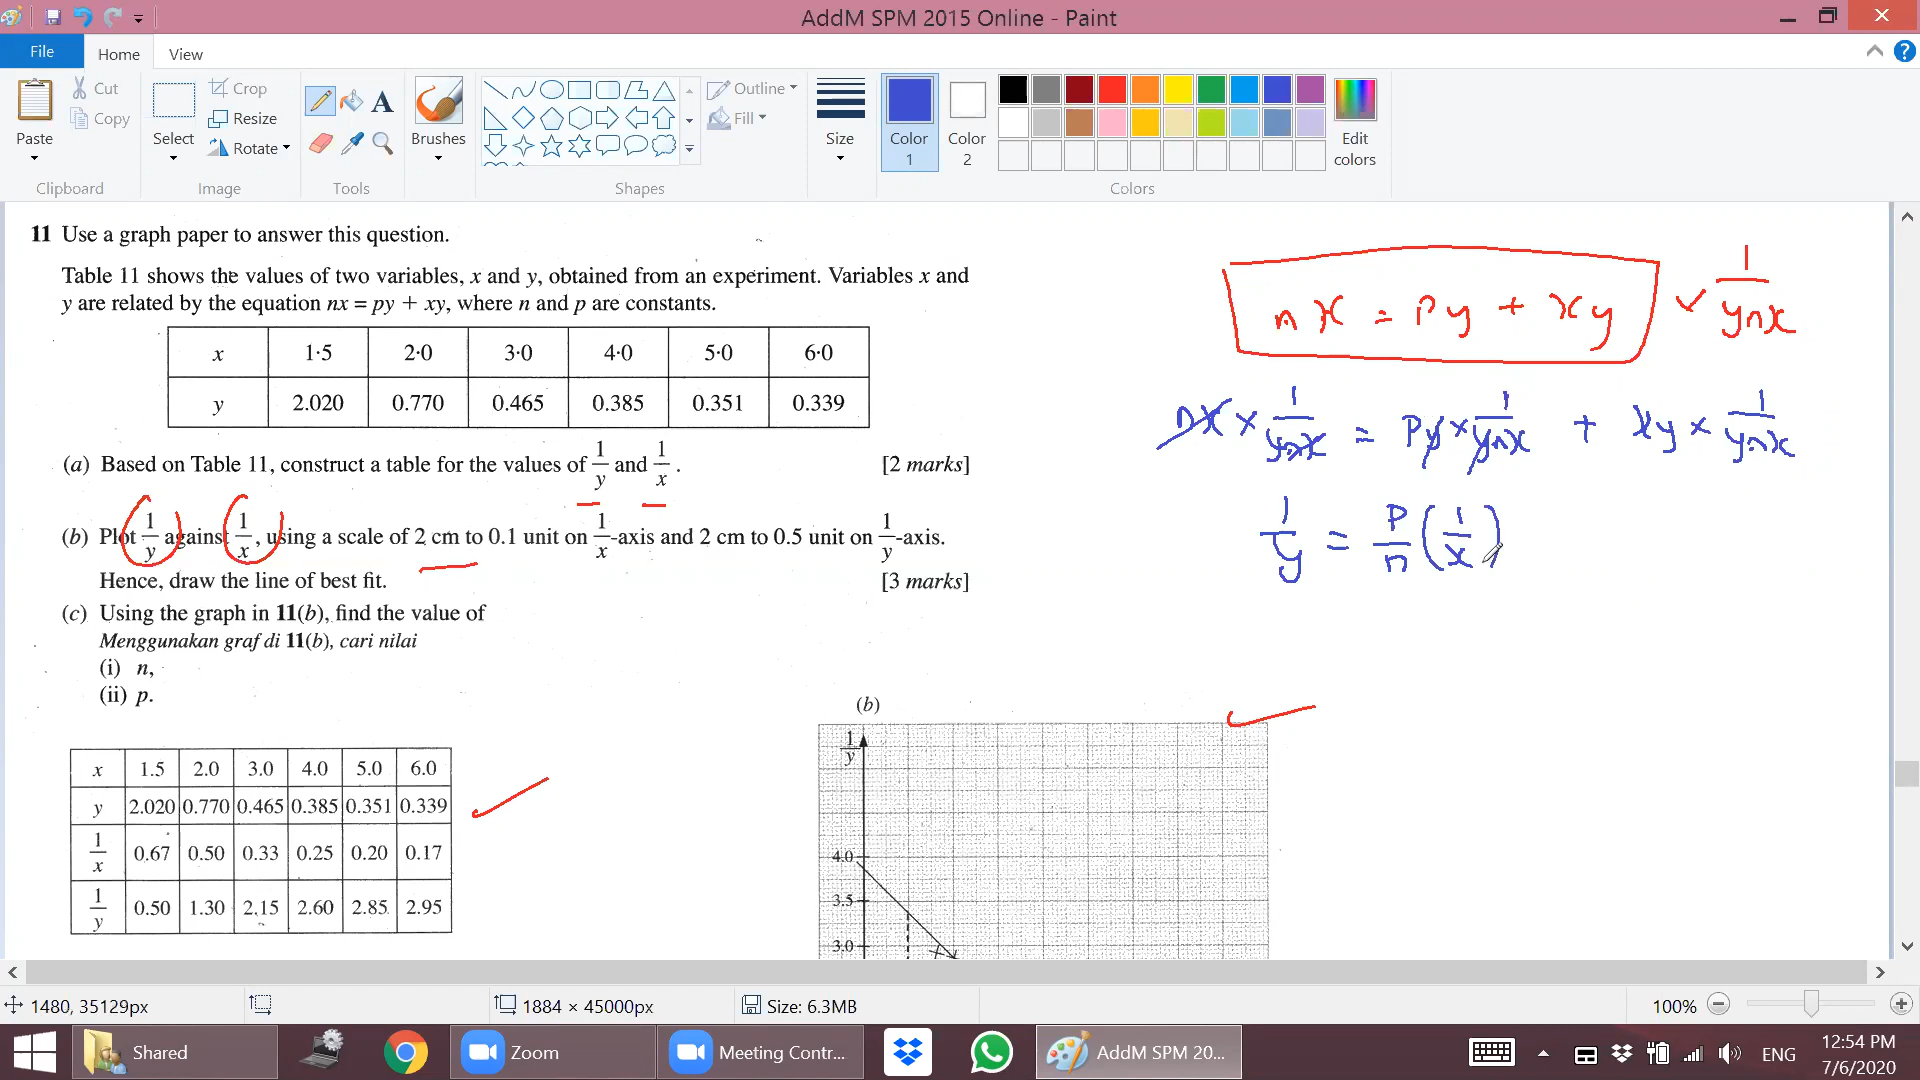 AddM SPM 2015 Online - Paint
File Home View
Paste Cut Copy Clipboard
Select Crop Resize Rotate Image
Tools
Brushes
Outline Fill Shapes
Size
Color 1
Color 2
Edit colors
Colors
11 Use a graph paper to answer this question.
Table 11 shows the values of two variables, x and y, obtained from an experiment. Variables x and
y are related by the equation nx = py + xy, where n and p are constants.
x 1·5 2·0 3·0 4·0 5·0 6·0
y 2.020 0.770 0.465 0.385 0.351 0.339
(a) Based on Table 11, construct a table for the values of 1/y and 1/x. [2 marks]
(b) Plot 1/y against 1/x, using a scale of 2 cm to 0.1 unit on 1/x-axis and 2 cm to 0.5 unit on 1/y-axis.
Hence, draw the line of best fit. [3 marks]
(c) Using the graph in 11(b), find the value of
Menggunakan graf di 11(b), cari nilai
(i) n,
(ii) p.
x 1.5 2.0 3.0 4.0 5.0 6.0
y 2.020 0.770 0.465 0.385 0.351 0.339
1/x 0.67 0.50 0.33 0.25 0.20 0.17
1/y 0.50 1.30 2.15 2.60 2.85 2.95
nx = py + xy × 1/ynx
nx × 1/ynx = py × 1/ynx + xy × 1/ynx
1/y = p/n (1/x)
(b)
1/y
4.0
3.5
3.0
1480, 35129px 1884 × 45000px Size: 6.3MB 100%
Shared Zoom Meeting Contr... AddM SPM 20... ENG 12:54 PM
7/6/2020